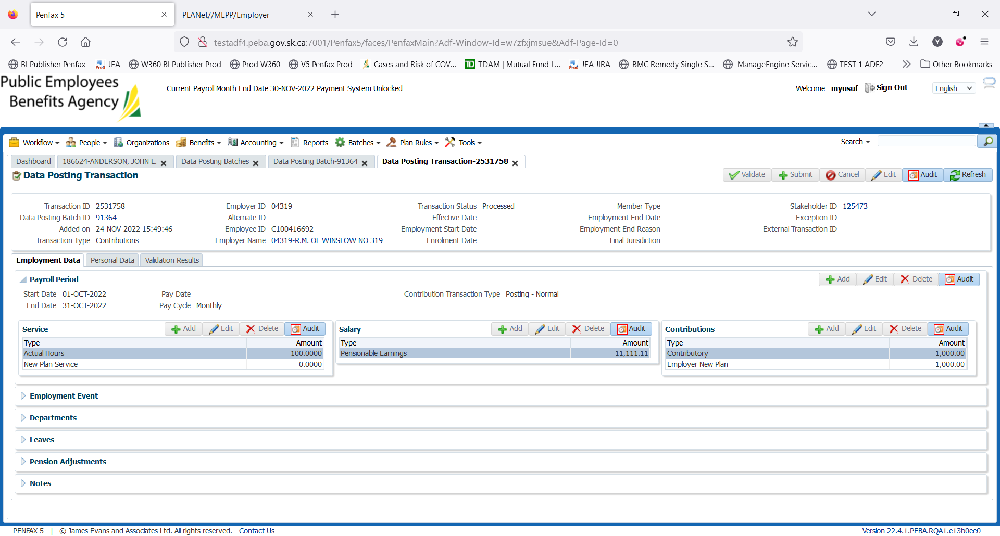 Penfax 5
PLANet//MEPP/Employer
testadf4.peba.gov.sk.ca:7001/Penfax5/faces/PenfaxMain?Adf-Window-Id=w7zfxjmsue&Adf-Page-Id=0
Y
BI Publisher Penfax JEA W360 BI Publisher Prod Prod W360 V5 Penfax Prod Cases and Risk of COV... TDAM | Mutual Fund L... JEA JIRA BMC Remedy Single S... ManageEngine Servic... TEST 1 ADF2 Other Bookmarks
Public Employees
Benefits Agency
Current Payroll Month End Date 30-NOV-2022 Payment System Unlocked
Welcome myusuf Sign Out English
Workflow People Organizations Benefits Accounting Reports Batches Plan Rules Tools Search
Dashboard 186624-ANDERSON, JOHN L. Data Posting Batches Data Posting Batch-91364 Data Posting Transaction-2531758
Data Posting Transaction Validate Submit Cancel Edit Audit Refresh
Transaction ID 2531758 Employer ID 04319 Transaction Status Processed Member Type Stakeholder ID 125473
Data Posting Batch ID 91364 Alternate ID Effective Date Employment End Date Exception ID
Added on 24-NOV-2022 15:49:46 Employee ID C100416692 Employment Start Date Employment End Reason External Transaction ID
Transaction Type Contributions Employer Name 04319-R.M. OF WINSLOW NO 319 Enrolment Date Final Jurisdiction
Employment Data Personal Data Validation Results
Payroll Period Add Edit Delete Audit
Start Date 01-OCT-2022 Pay Date Contribution Transaction Type Posting - Normal
End Date 31-OCT-2022 Pay Cycle Monthly
Service Add Edit Delete Audit Salary Add Edit Delete Audit Contributions Add Edit Delete Audit
Type Amount Type Amount Type Amount
Actual Hours 100.0000 Pensionable Earnings 11,111.11 Contributory 1,000.00
New Plan Service 0.0000 Employer New Plan 1,000.00
Employment Event
Departments
Leaves
Pension Adjustments
Notes
PENFAX 5 | © James Evans and Associates Ltd. All rights reserved. Contact Us Version 22.4.1.PEBA.RQA1.e13b0ee0